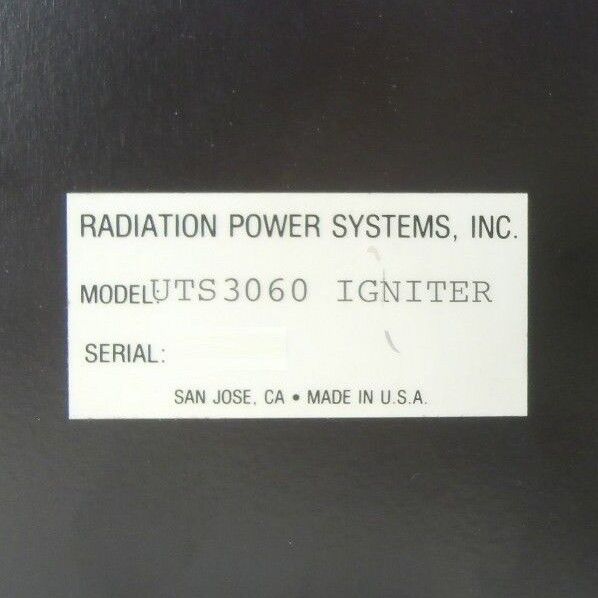 RADIATION POWER SYSTEMS, INC.
MODEL: UTS3060 IGNITER
SERIAL:
SAN JOSE, CA • MADE IN U.S.A.